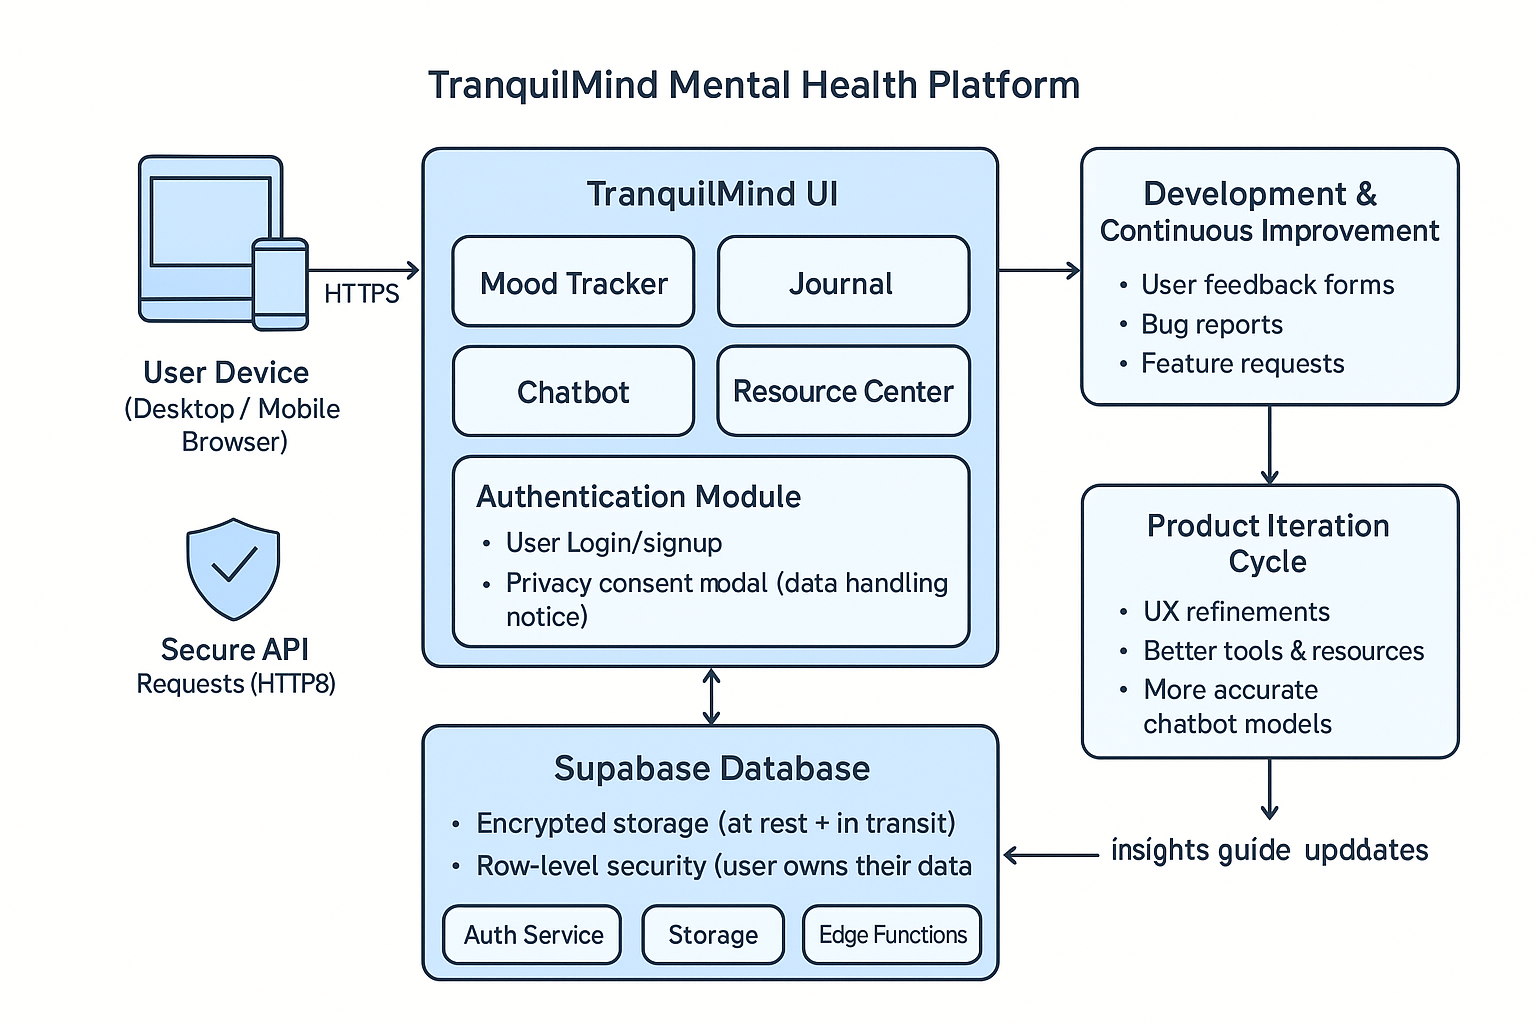 TranquilMind Mental Health Platform
HTTPS
User Device
(Desktop / Mobile
Browser)
Secure API
Requests (HTTP8)
TranquilMind UI
Mood Tracker
Journal
Chatbot
Resource Center
Authentication Module
• User Login/signup
• Privacy consent modal (data handling
notice)
Supabase Database
• Encrypted storage (at rest + in transit)
• Row-level security (user owns their data
Auth Service
Storage
Edge Functions
Development &
Continuous Improvement
• User feedback forms
• Bug reports
• Feature requests
Product Iteration
Cycle
• UX refinements
• Better tools & resources
• More accurate
chatbot models
insights guide updates